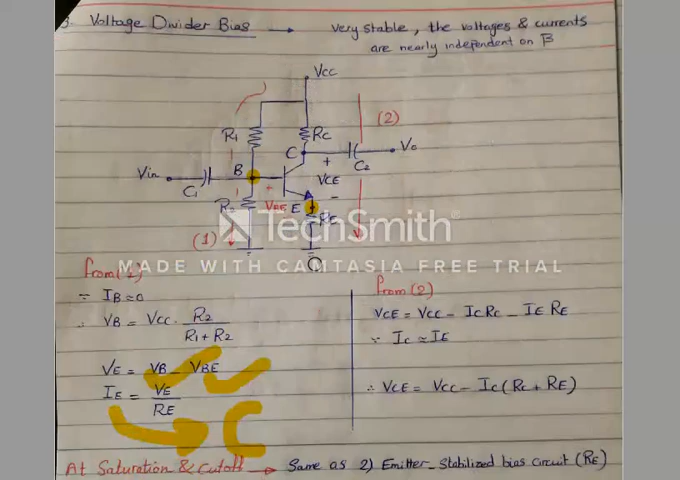 3. Voltage Divider Bias → very stable, the voltages & currents
are nearly independent on β
Vcc
R1
Rc
(2)
C
Vo
C2
Vin
B
C1
+
+
VCE
VBE
E
-
RE
(1)
TechSmith
MADE WITH CAMTASIA FREE TRIAL
From (1)
∵ IB ≈ 0
∴ VB = Vcc . R2 / R1 + R2
VE = VB - VBE
IE = VE / RE
From (2)
VCE = Vcc - Ic Rc - IE RE
∵ Ic ≈ IE
∴ VCE = Vcc - Ic (Rc + RE)
At Saturation & Cutoff → Same as 2) Emitter-Stabilized bias circuit (RE)